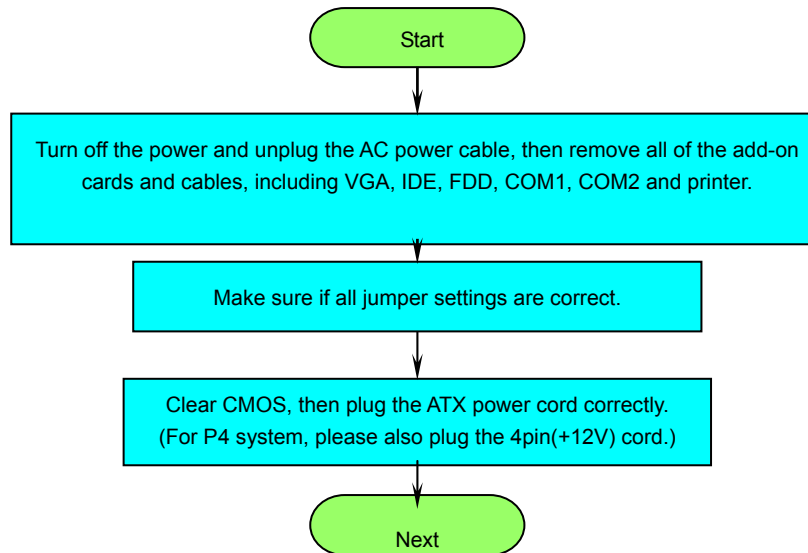 Start
Turn off the power and unplug the AC power cable, then remove all of the add-on
cards and cables, including VGA, IDE, FDD, COM1, COM2 and printer.
Make sure if all jumper settings are correct.
Clear CMOS, then plug the ATX power cord correctly.
(For P4 system, please also plug the 4pin(+12V) cord.)
Next